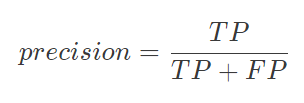 precision = TP / TP + FP